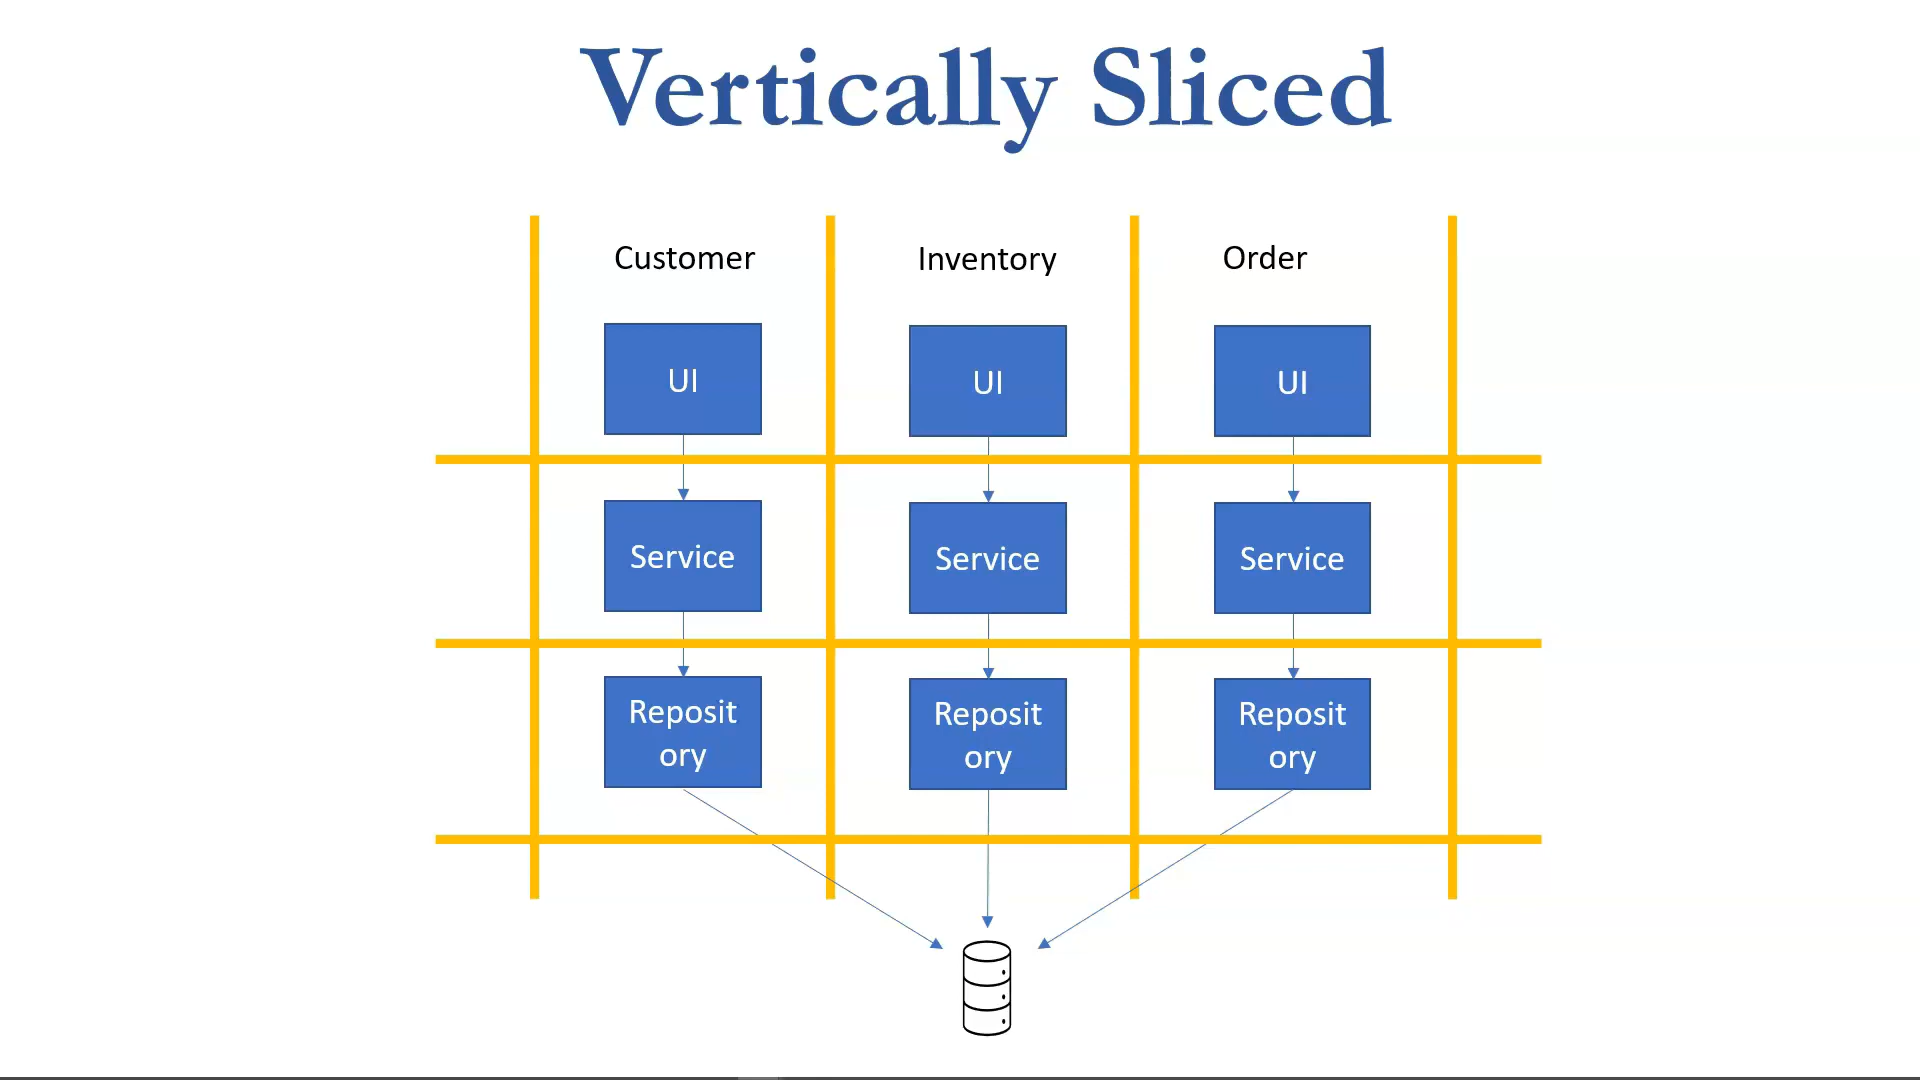 Vertically Sliced
Customer
Inventory
Order
UI
UI
UI
Service
Service
Service
Reposit
ory
Reposit
ory
Reposit
ory